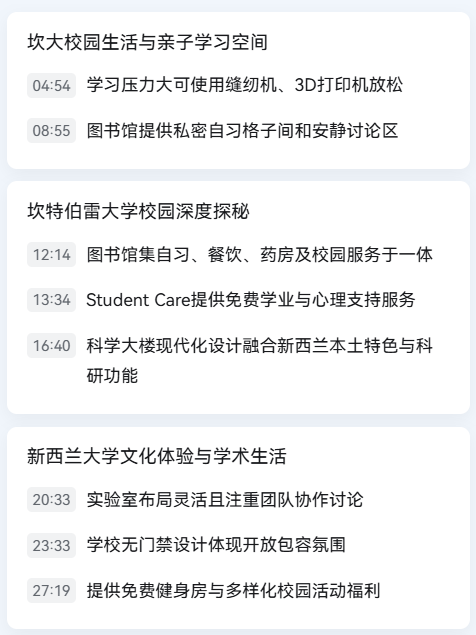 坎大校园生活与亲子学习空间
04:54 学习压力大可使用缝纫机、3D打印机放松
08:55 图书馆提供私密自习格子间和安静讨论区
坎特伯雷大学校园深度探秘
12:14 图书馆集自习、餐饮、药房及校园服务于一体
13:34 Student Care提供免费学业与心理支持服务
16:40 科学大楼现代化设计融合新西兰本土特色与科
研功能
新西兰大学文化体验与学术生活
20:33 实验室布局灵活且注重团队协作讨论
23:33 学校无门禁设计体现开放包容氛围
27:19 提供免费健身房与多样化校园活动福利